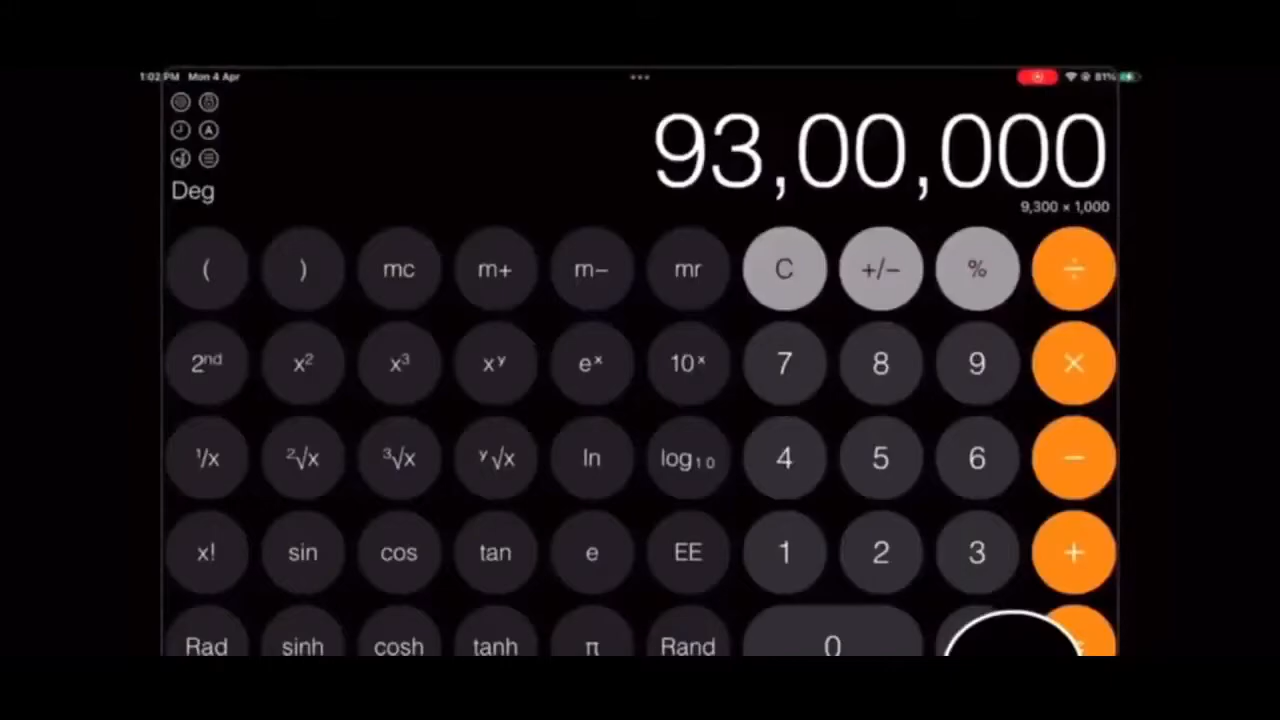 1:02 PM Mon 4 Apr 81%
93,00,000
Deg
9,300 × 1,000
( ) mc m+ m− mr C +/− % ÷
2nd x² x³ xʸ eˣ 10ˣ 7 8 9 ×
¹/x ²√x ³√x ʸ√x ln log₁₀ 4 5 6 −
x! sin cos tan e EE 1 2 3 +
Rad sinh cosh tanh π Rand 0